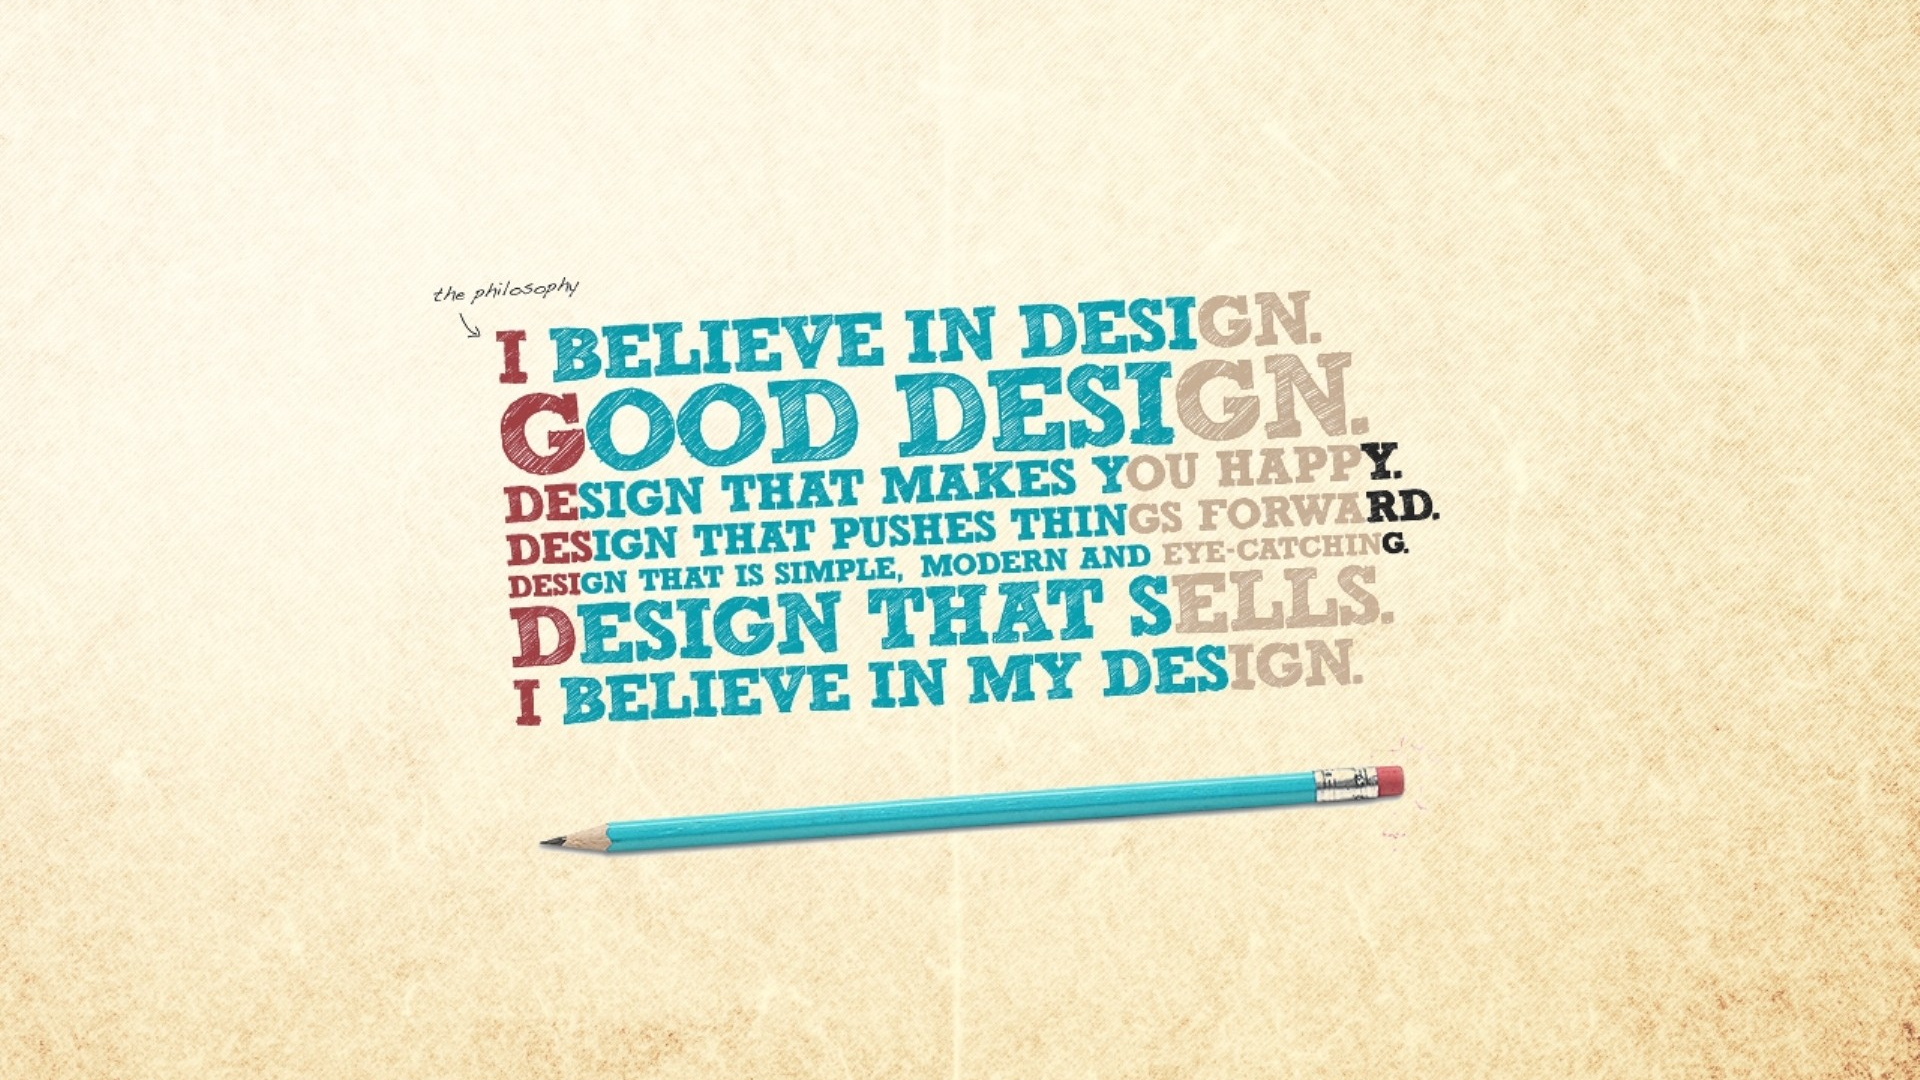 the philosophy
I BELIEVE IN DESIGN.
GOOD DESIGN.
DESIGN THAT MAKES YOU HAPPY.
DESIGN THAT PUSHES THINGS FORWARD.
DESIGN THAT IS SIMPLE, MODERN AND EYE-CATCHING.
DESIGN THAT SELLS.
I BELIEVE IN MY DESIGN.